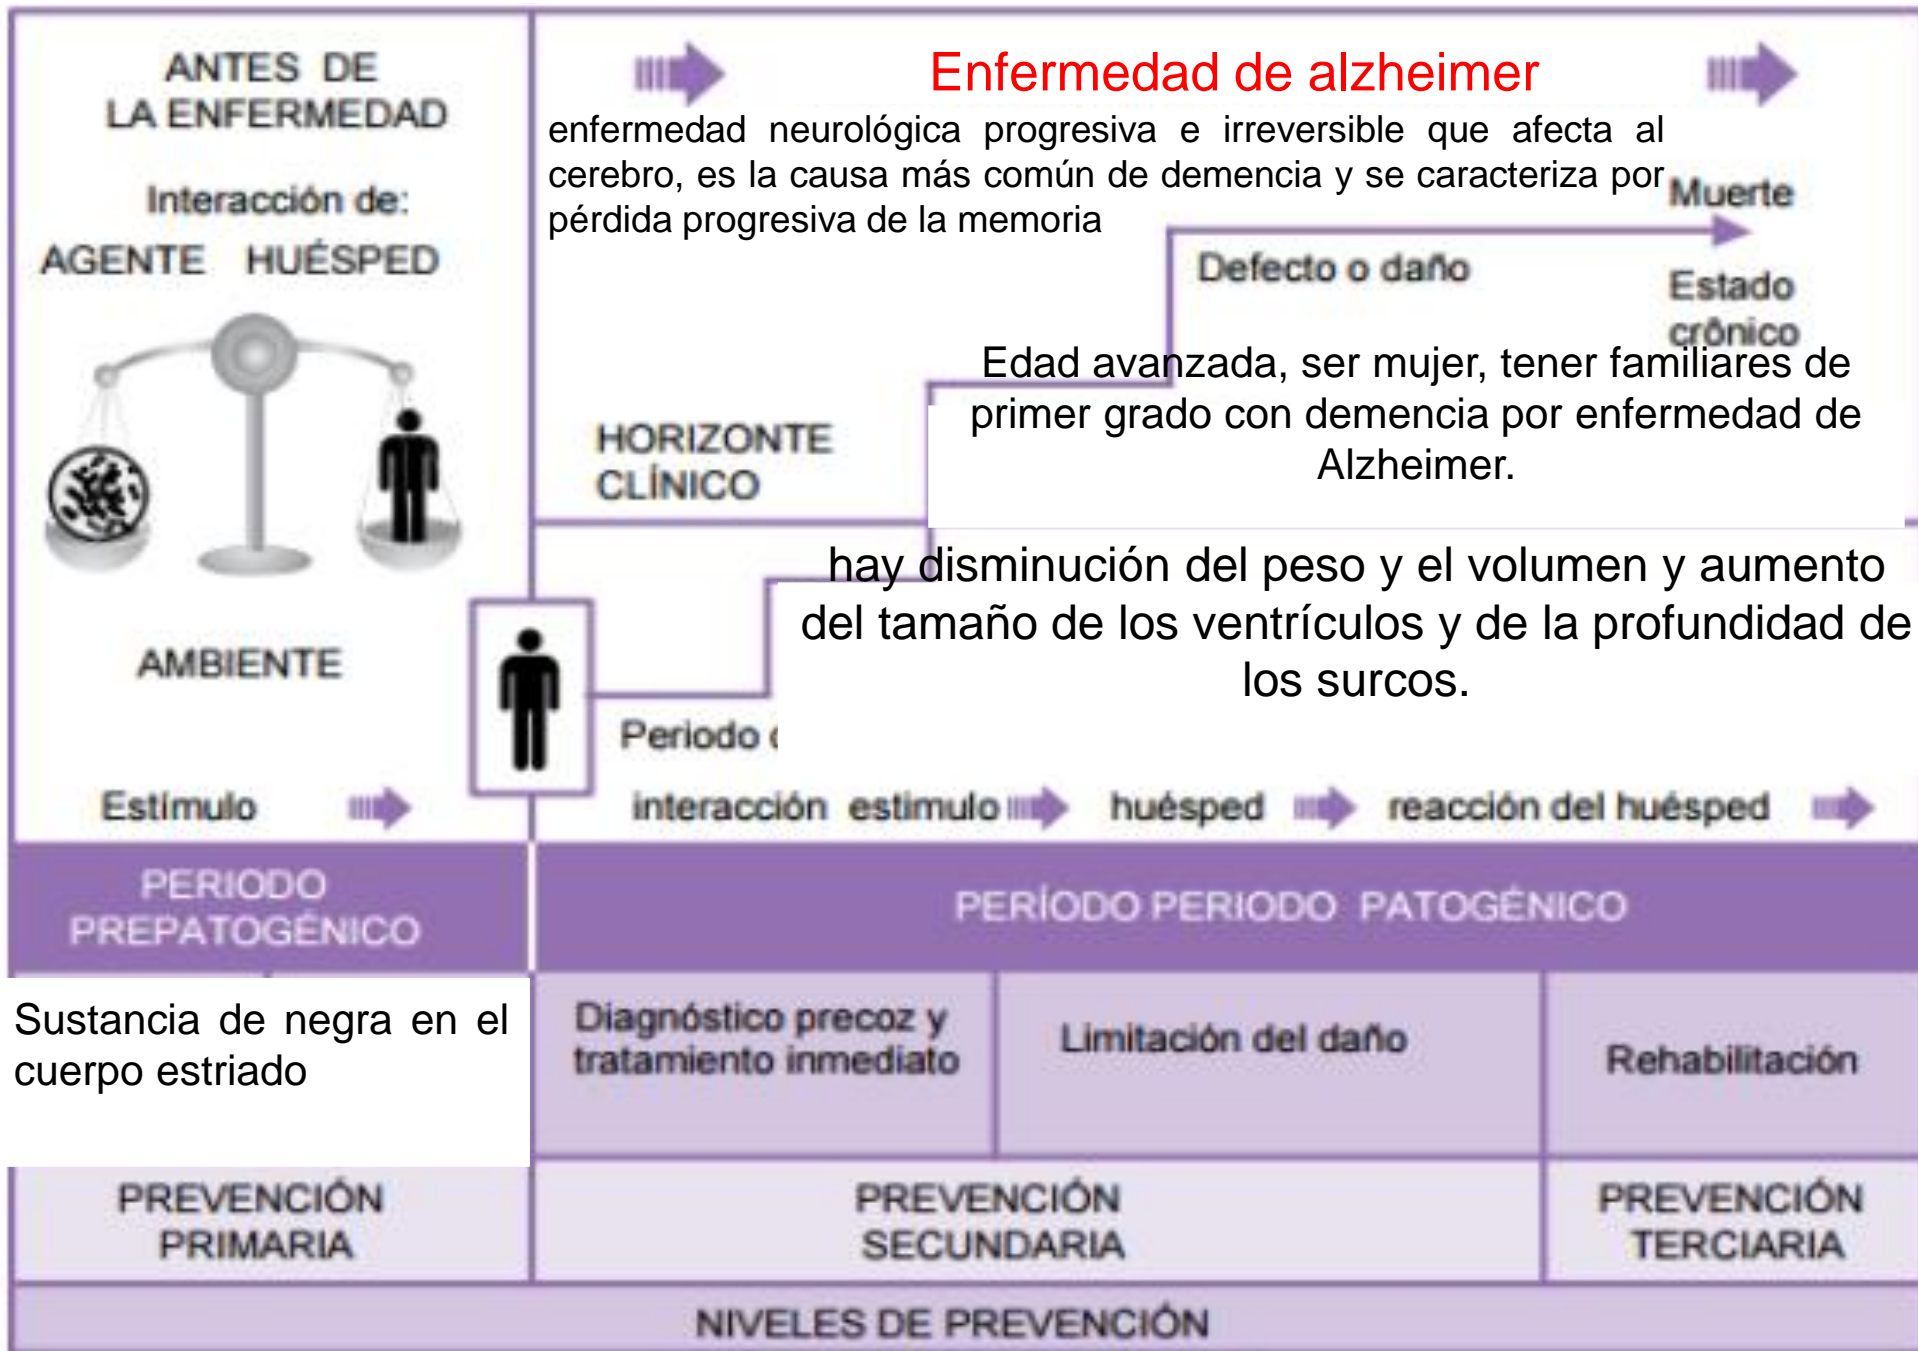 ANTES DE
LA ENFERMEDAD
Interacción de:
AGENTE HUÉSPED
AMBIENTE
Estímulo
Enfermedad de alzheimer
enfermedad neurológica progresiva e irreversible que afecta al
cerebro, es la causa más común de demencia y se caracteriza por
pérdida progresiva de la memoria
Muerte
Defecto o daño
Estado
crônico
Edad avanzada, ser mujer, tener familiares de
primer grado con demencia por enfermedad de
Alzheimer.
HORIZONTE
CLÍNICO
hay disminución del peso y el volumen y aumento
del tamaño de los ventrículos y de la profundidad de
los surcos.
Periodo
interacción estimulo huésped reacción del huésped
PERIODO
PREPATOGÉNICO
PERÍODO PERIODO PATOGÉNICO
Sustancia de negra en el
cuerpo estriado
Diagnóstico precoz y
tratamiento inmediato
Limitación del daño
Rehabilitación
PREVENCIÓN
PRIMARIA
PREVENCIÓN
SECUNDARIA
PREVENCIÓN
TERCIARIA
NIVELES DE PREVENCIÓN